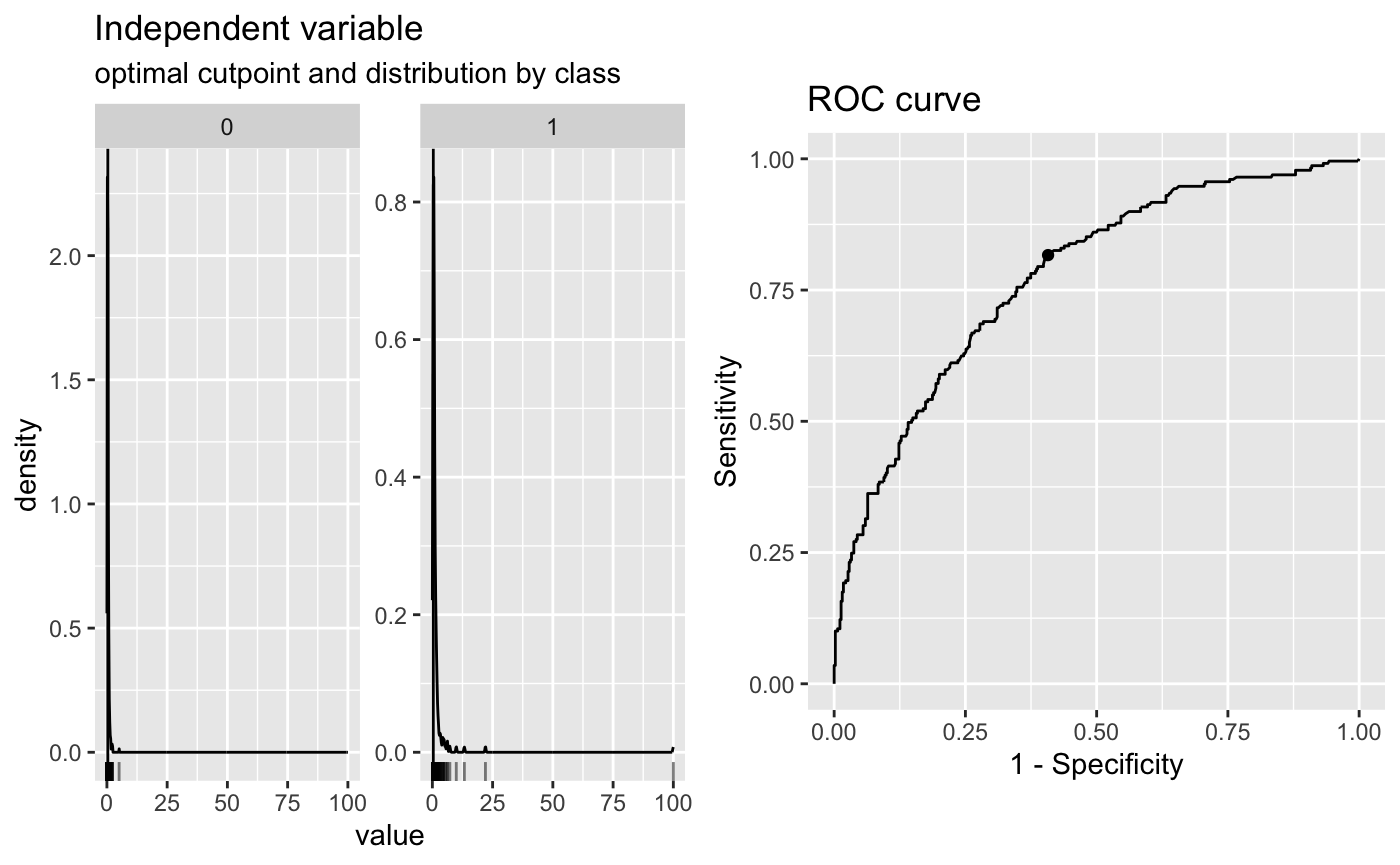 Independent variable
optimal cutpoint and distribution by class
0
1
2.0
1.5
1.0
0.5
0.0
density
0.8
0.6
0.4
0.2
0.0
0 25 50 75 100
0 25 50 75 100
value
ROC curve
1.00
0.75
0.50
0.25
0.00
Sensitivity
0.00 0.25 0.50 0.75 1.00
1 - Specificity